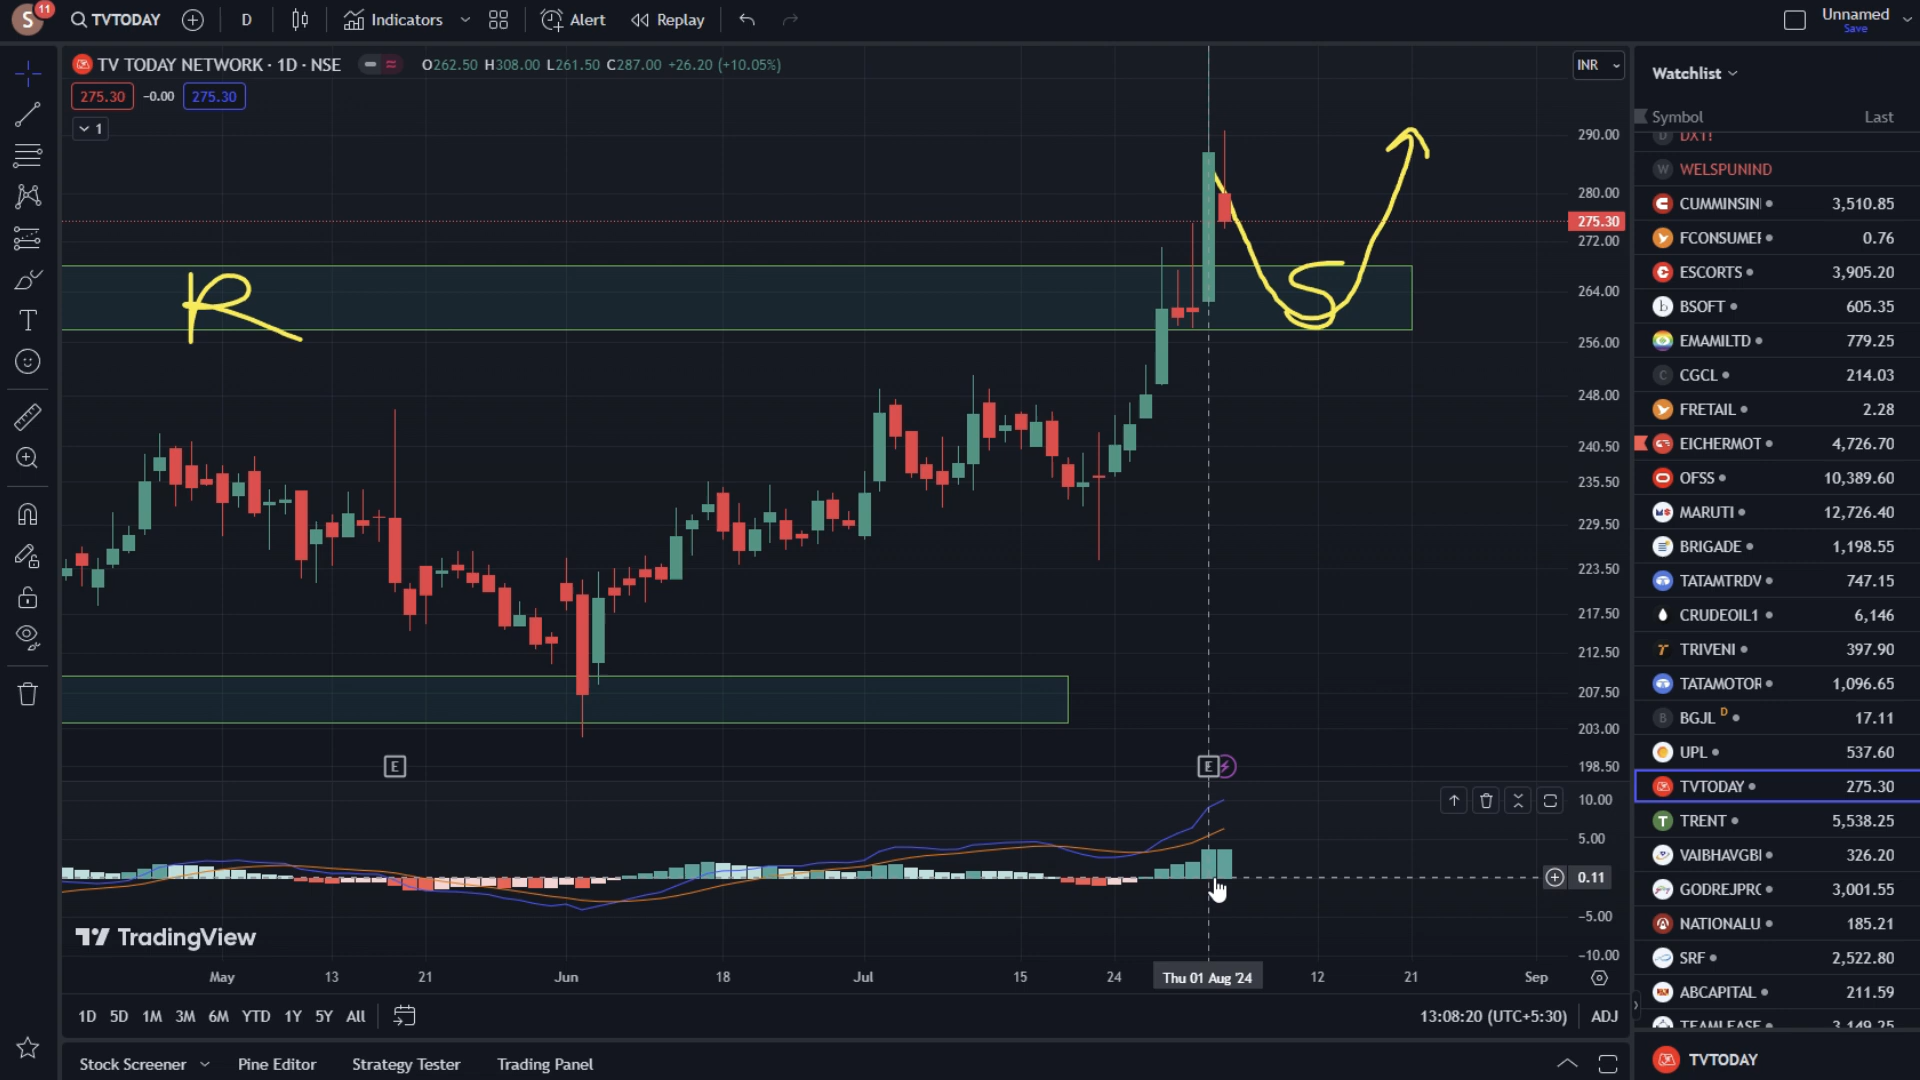 S 11 TVTODAY D Indicators Alert Replay Unnamed
Save
TV TODAY NETWORK · 1D · NSE O262.50 H308.00 L261.50 C287.00 +26.20 (+10.05%) INR
275.30 -0.00 275.30
1
R
S
290.00
280.00
275.30
272.00
264.00
256.00
248.00
240.50
235.50
229.50
223.50
217.50
212.50
207.50
203.00
198.50
E E
10.00
5.00
0.11
-5.00
-10.00
TradingView
May 13 21 Jun 18 Jul 15 24 Thu 01 Aug '24 12 21 Sep
1D 5D 1M 3M 6M YTD 1Y 5Y All 13:08:20 (UTC+5:30) ADJ
Stock Screener Pine Editor Strategy Tester Trading Panel
Watchlist
Symbol Last
D DXY!
W WELSPUNIND
CUMMINSIN 3,510.85
FCONSUMER 0.76
ESCORTS 3,905.20
b BSOFT 605.35
EMAMILTD 779.25
C CGCL 214.03
FRETAIL 2.28
EICHERMOT 4,726.70
OFSS 10,389.60
MARUTI 12,726.40
BRIGADE 1,198.55
TATAMTRDV 747.15
CRUDEOIL1 6,146
TRIVENI 397.90
TATAMOTOR 1,096.65
B BGJL D 17.11
UPL 537.60
TVTODAY 275.30
T TRENT 5,538.25
VAIBHAVGBL 326.20
GODREJPRO 3,001.55
NATIONALU 185.21
SRF 2,522.80
ABCAPITAL 211.59
TEAMLEASE 3,149.25
TVTODAY